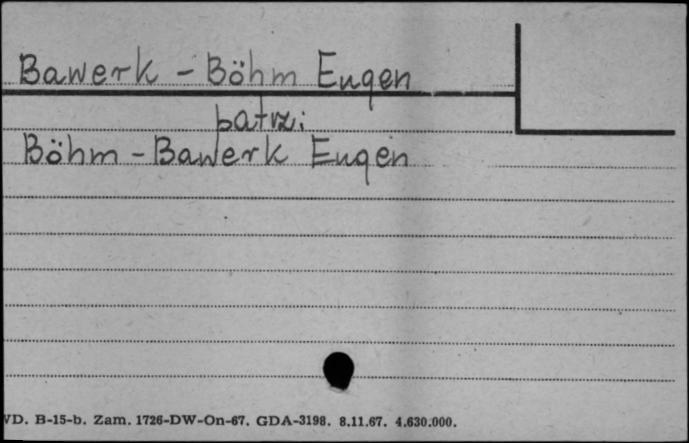 Bawerk - Böhm Eugen
patrz:
Böhm - Bawerk Eugen
VD. B-15-b. Zam. 1726-DW-On-67. GDA-3198. 8.11.67. 4.630.000.